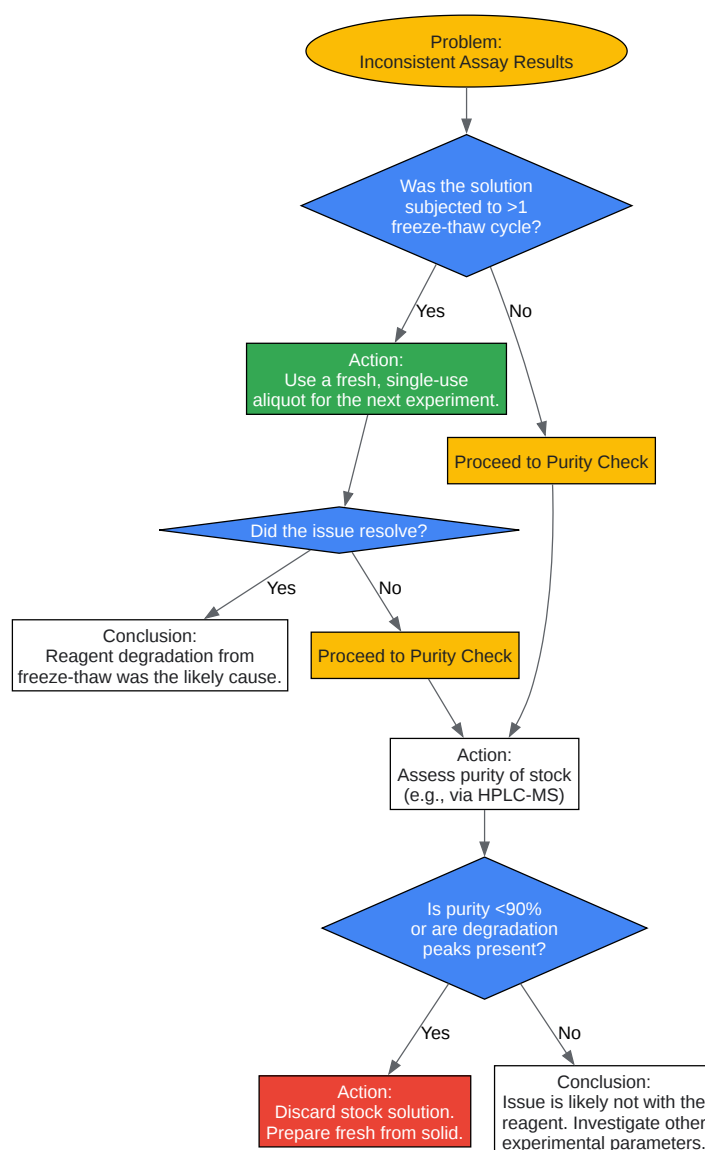 Problem:
Inconsistent Assay Results
Was the solution
subjected to >1
freeze-thaw cycle?
Yes
No
Action:
Use a fresh, single-use
aliquot for the next experiment.
Proceed to Purity Check
Did the issue resolve?
Yes
No
Conclusion:
Reagent degradation from
freeze-thaw was the likely cause.
Proceed to Purity Check
Action:
Assess purity of stock
(e.g., via HPLC-MS)
Is purity <90%
or are degradation
peaks present?
Yes
No
Action:
Discard stock solution.
Prepare fresh from solid.
Conclusion:
Issue is likely not with the
reagent. Investigate other
experimental parameters.